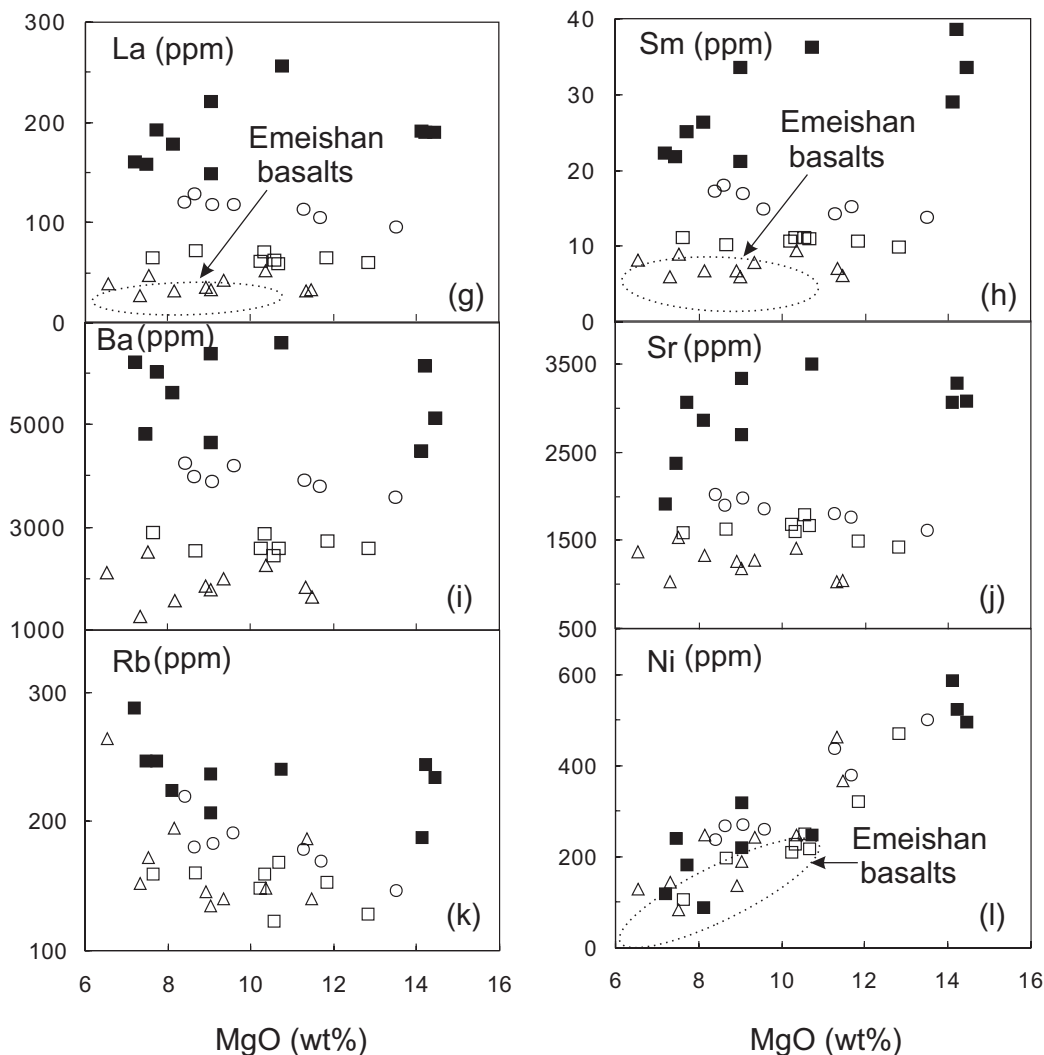 300
200
100
0
La (ppm)
Emeishan
basalts
(g)
40
30
20
10
0
Sm (ppm)
Emeishan
basalts
(h)
5000
3000
1000
Ba (ppm)
(i)
3500
2500
1500
500
Sr (ppm)
(j)
300
200
100
Rb (ppm)
(k)
6 8 10 12 14 16
MgO (wt%)
600
400
200
0
Ni (ppm)
Emeishan
basalts
(l)
6 8 10 12 14 16
MgO (wt%)